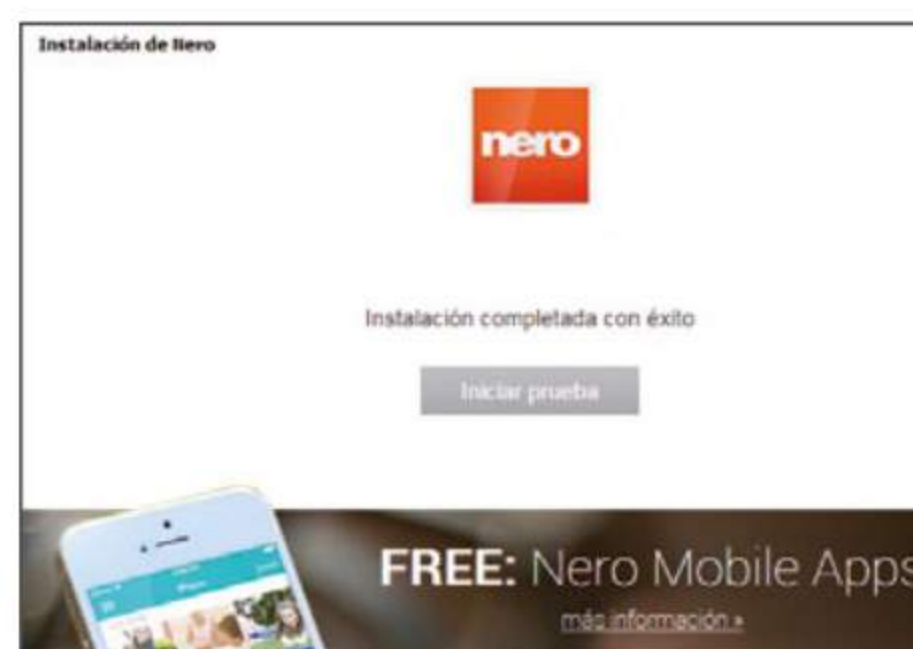 Instalación de Nero
nero
Instalación completada con éxito
Iniciar prueba
FREE: Nero Mobile Apps
más información »